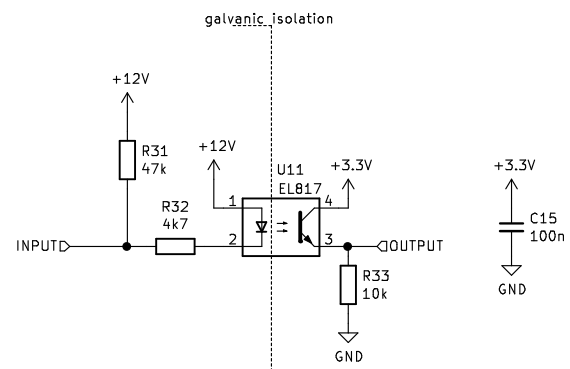 galvanic isolation
+12V
R31
47k
+12V
U11
EL817
+3.3V
+3.3V
R32
4k7
1
4
C15
100n
INPUT
2
3
OUTPUT
R33
10k
GND
GND